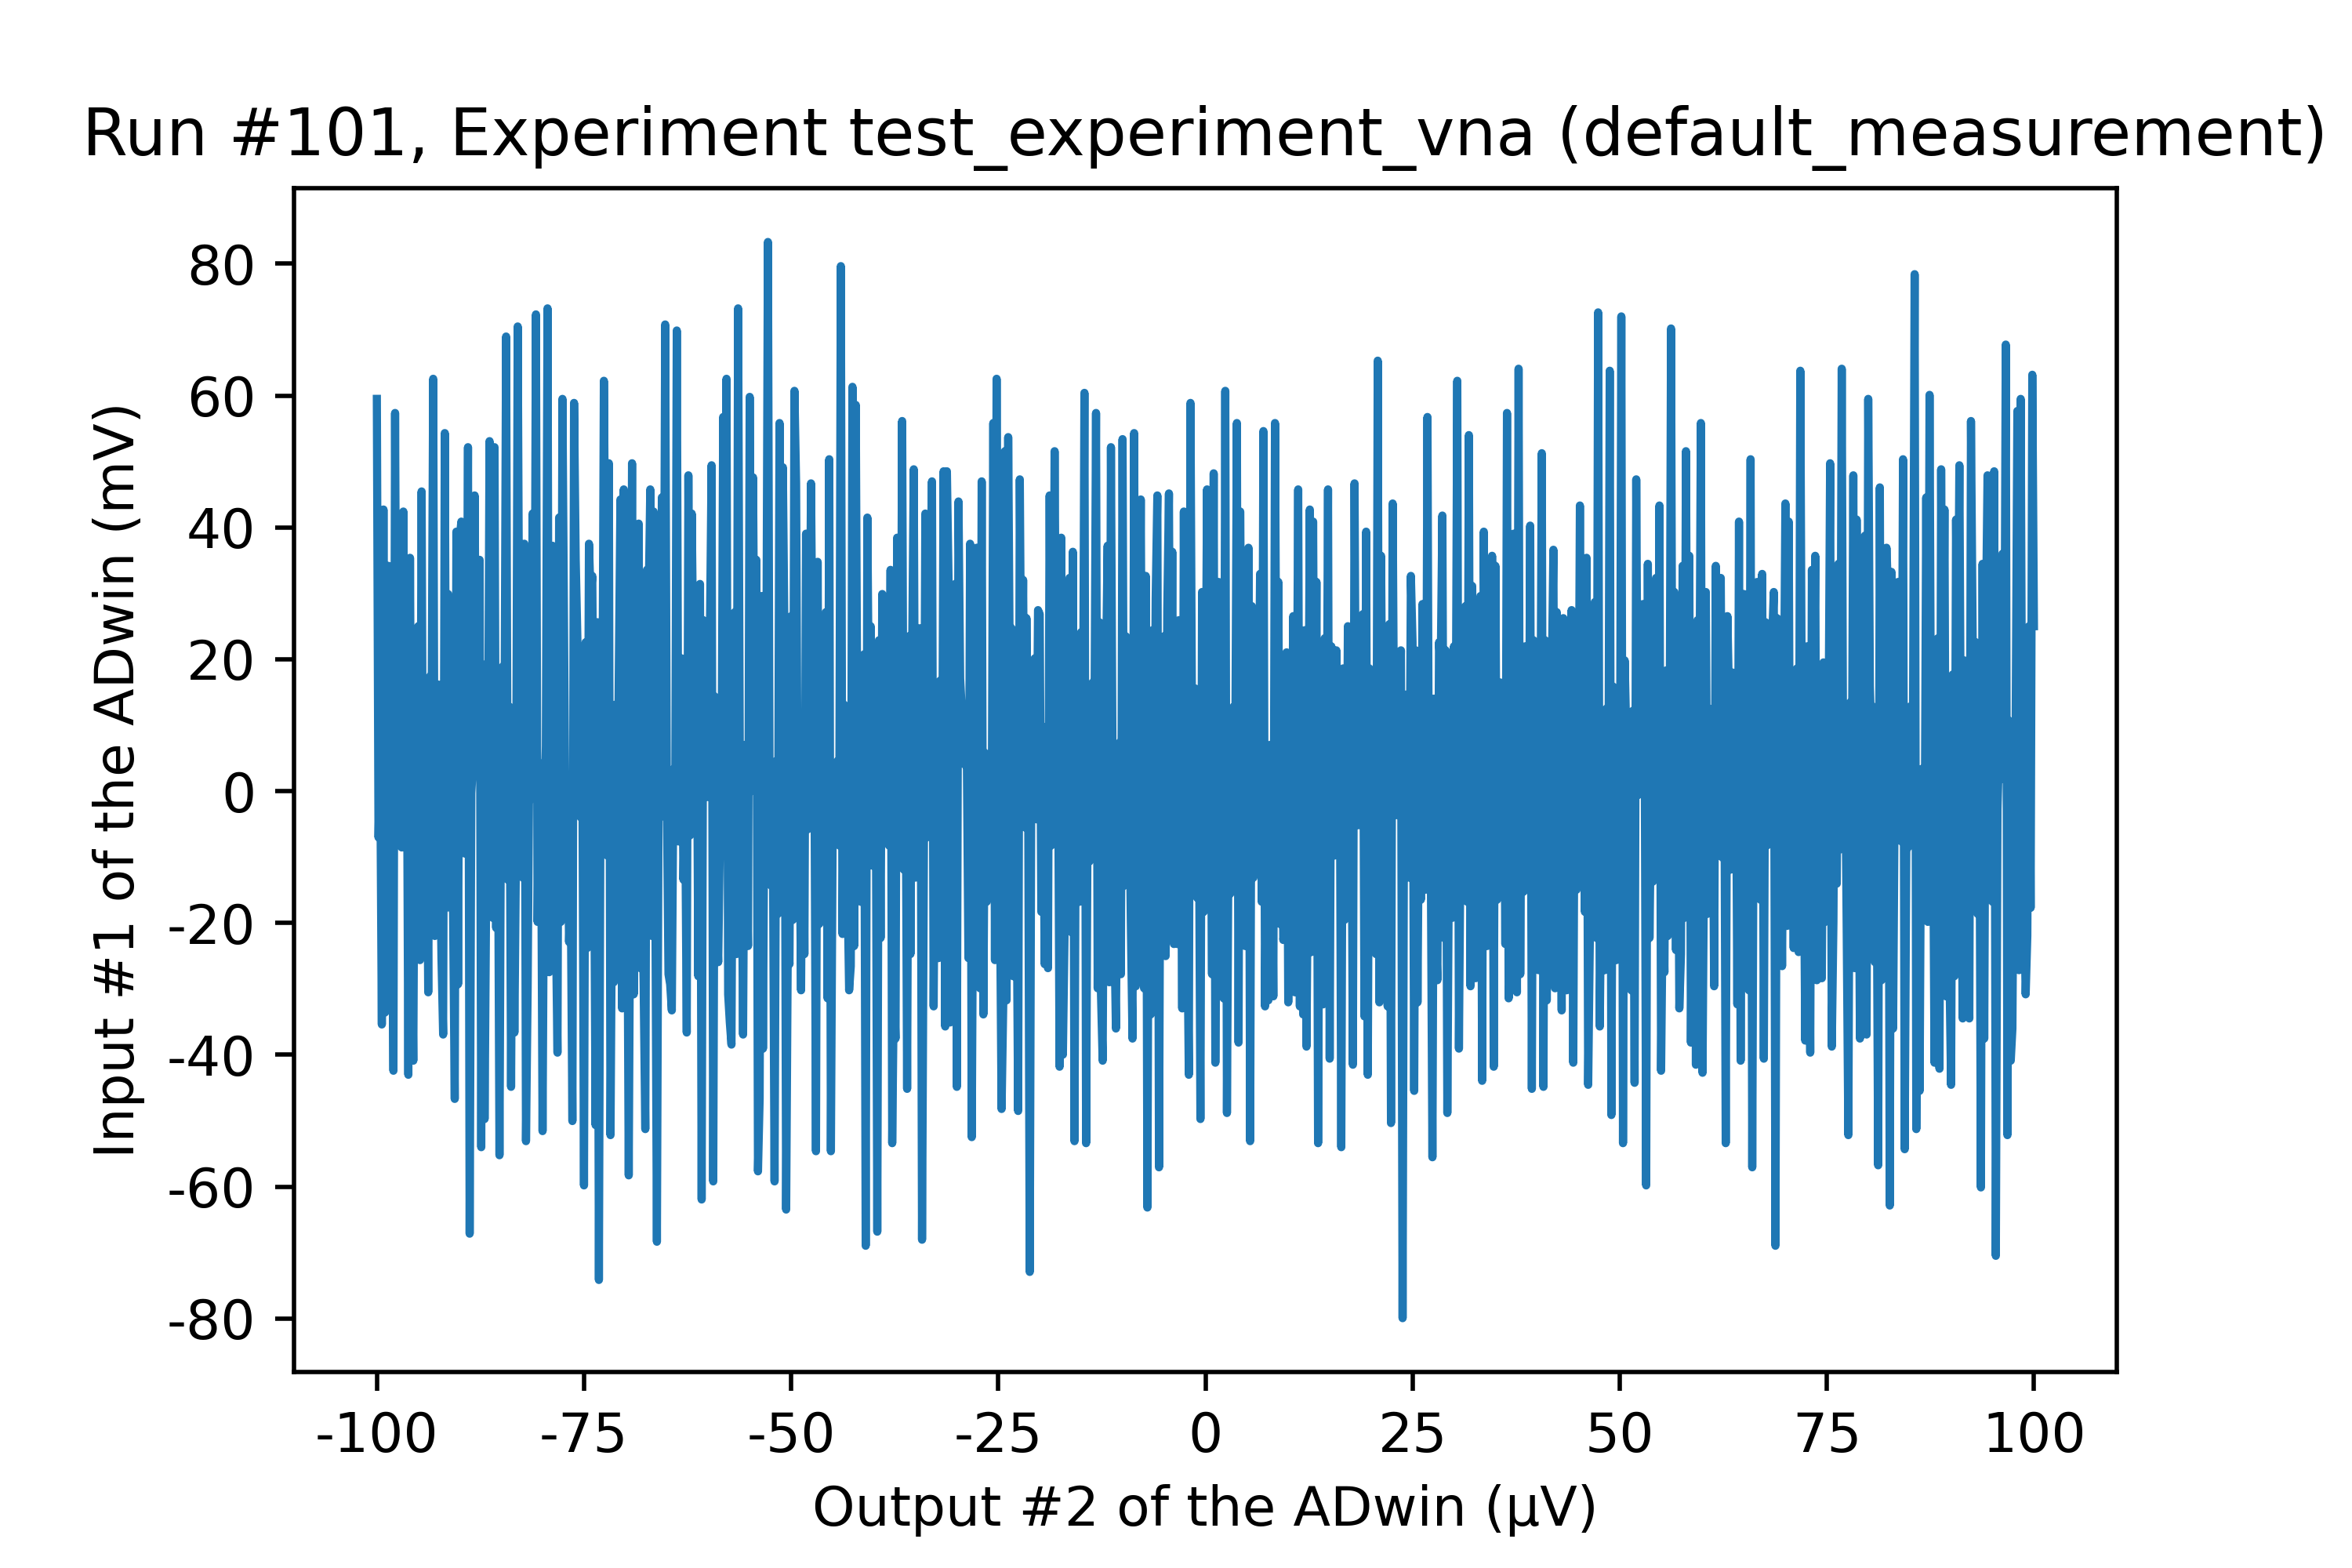 Run #101, Experiment test_experiment_vna (default_measurement)
Input #1 of the ADwin (mV)
80
60
40
20
0
-20
-40
-60
-80
-100 -75 -50 -25 0 25 50 75 100
Output #2 of the ADwin (µV)